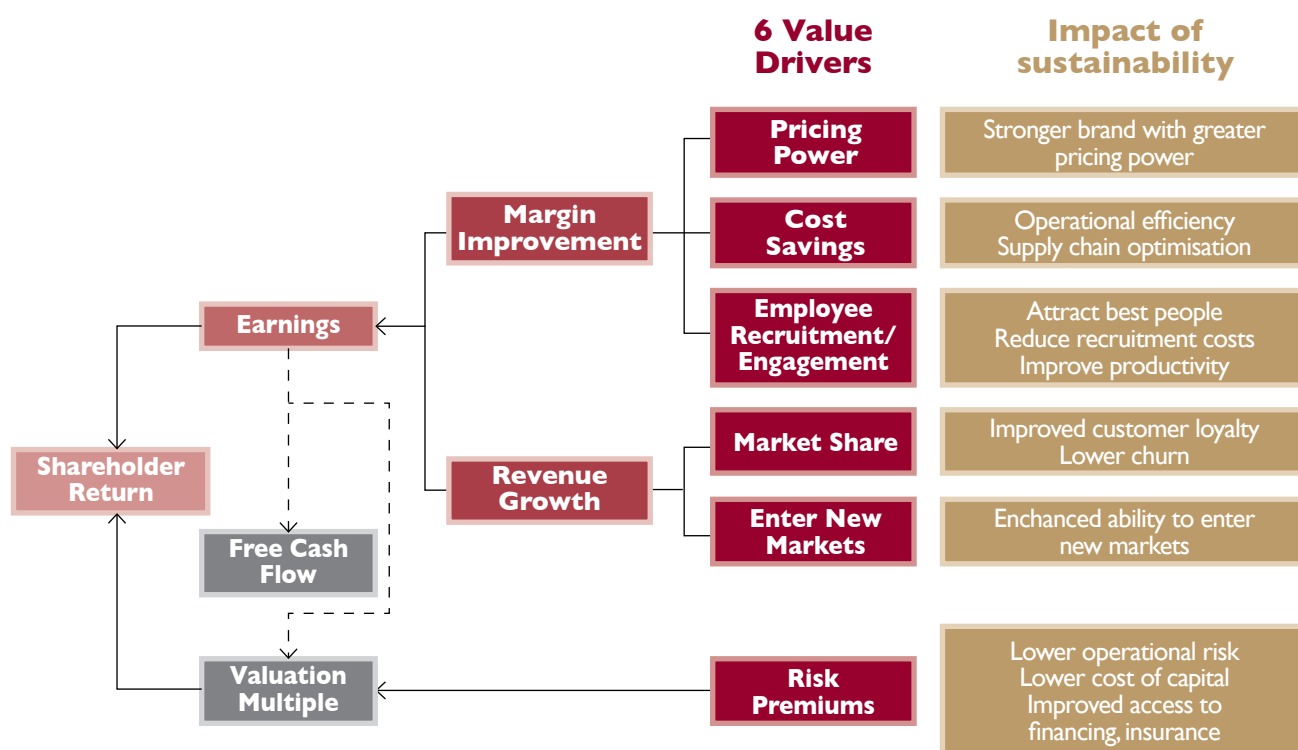 6 Value
Drivers
Impact of
sustainability
Pricing
Power
Stronger brand with greater
pricing power
Margin
Improvement
Cost
Savings
Operational efficiency
Supply chain optimisation
Earnings
Employee
Recruitment/
Engagement
Attract best people
Reduce recruitment costs
Improve productivity
Shareholder
Return
Revenue
Growth
Market Share
Improved customer loyalty
Lower churn
Free Cash
Flow
Enter New
Markets
Enchanced ability to enter
new markets
Valuation
Multiple
Risk
Premiums
Lower operational risk
Lower cost of capital
Improved access to
financing, insurance